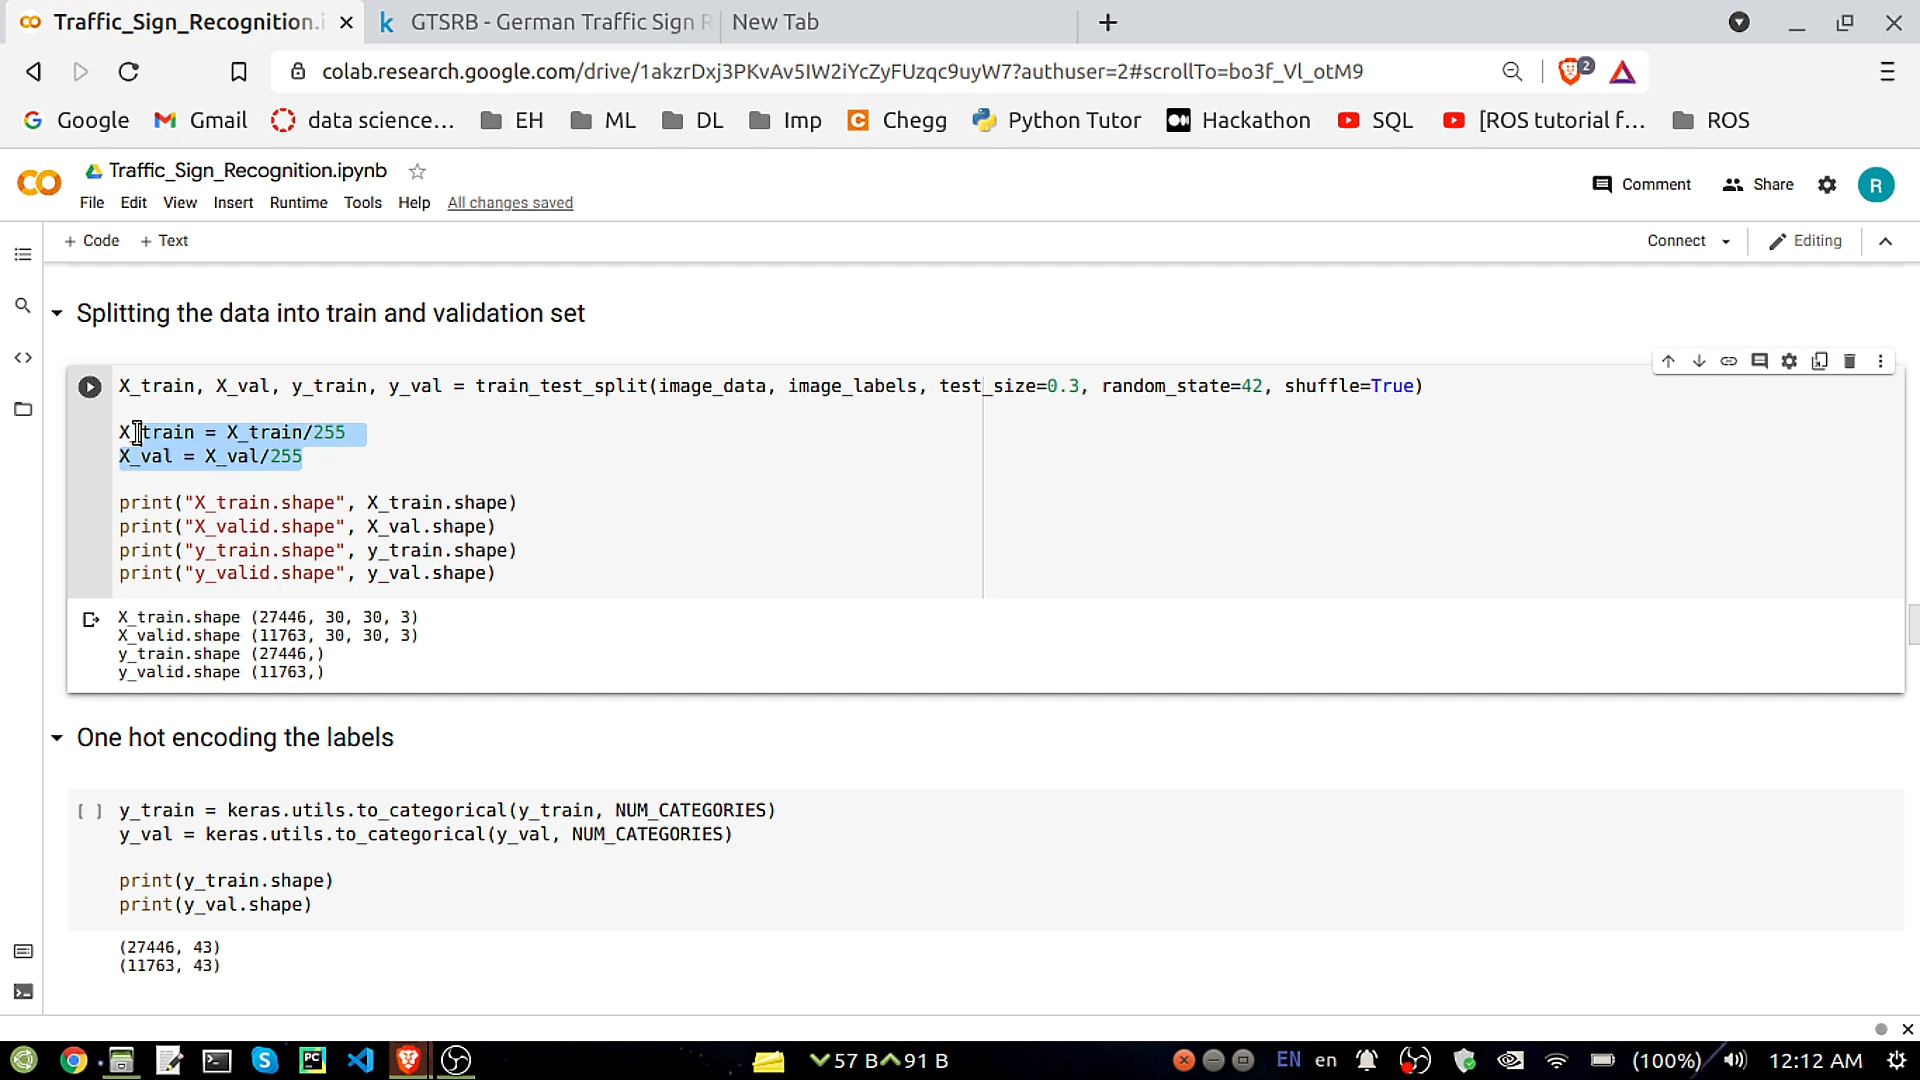 Traffic_Sign_Recognition.i
GTSRB - German Traffic Sign R
New Tab
colab.research.google.com/drive/1akzrDxj3PKvAv5IW2iYcZyFUzqc9uyW7?authuser=2#scrollTo=bo3f_Vl_otM9
2
Google
Gmail
data science...
EH
ML
DL
Imp
Chegg
Python Tutor
Hackathon
SQL
[ROS tutorial f...
ROS
Traffic_Sign_Recognition.ipynb
File Edit View Insert Runtime Tools Help All changes saved
Comment
Share
R
+ Code + Text
Connect
Editing
Splitting the data into train and validation set
X_train, X_val, y_train, y_val = train_test_split(image_data, image_labels, test_size=0.3, random_state=42, shuffle=True)
X_train = X_train/255
X_val = X_val/255
print("X_train.shape", X_train.shape)
print("X_valid.shape", X_val.shape)
print("y_train.shape", y_train.shape)
print("y_valid.shape", y_val.shape)
X_train.shape (27446, 30, 30, 3)
X_valid.shape (11763, 30, 30, 3)
y_train.shape (27446,)
y_valid.shape (11763,)
One hot encoding the labels
[ ] y_train = keras.utils.to_categorical(y_train, NUM_CATEGORIES)
y_val = keras.utils.to_categorical(y_val, NUM_CATEGORIES)
print(y_train.shape)
print(y_val.shape)
(27446, 43)
(11763, 43)
57 B 91 B
EN en
(100%)
12:12 AM